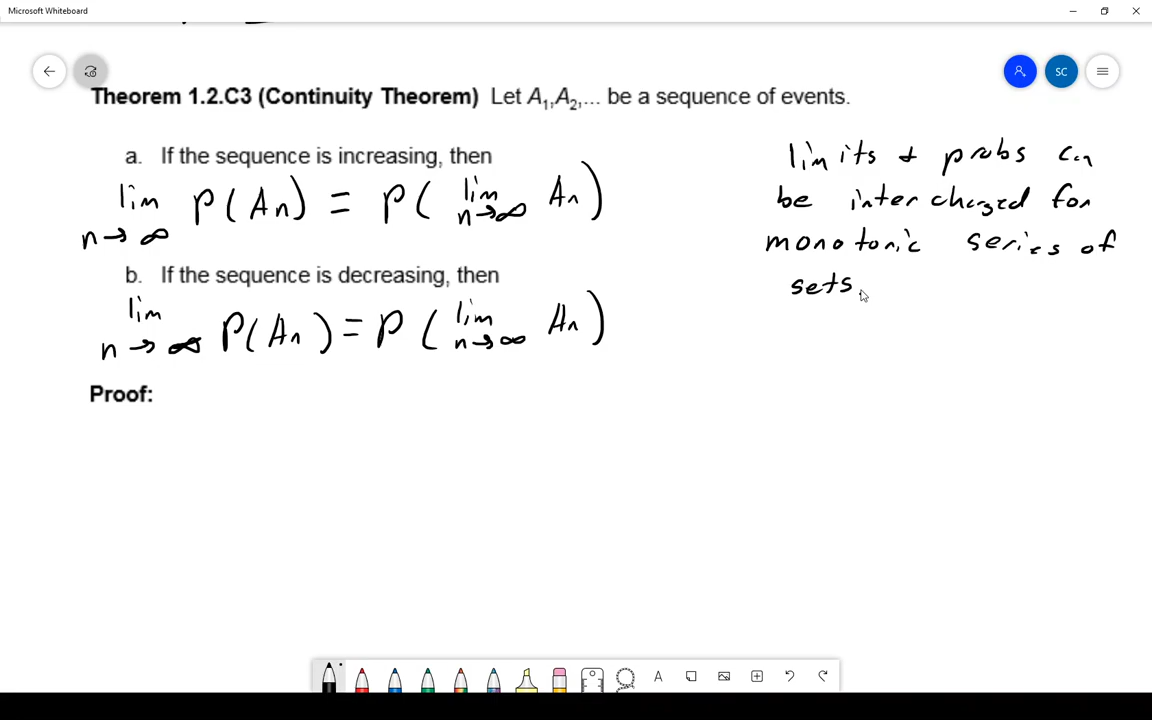 Microsoft Whiteboard
SC
Theorem 1.2.C3 (Continuity Theorem) Let A₁,A₂,... be a sequence of events.
a. If the sequence is increasing, then
lim n→∞ P(An) = P( lim n→∞ An)
b. If the sequence is decreasing, then
lim n→∞ P(An) = P( lim n→∞ An)
Proof:
limits + probs can
be interchanged for
monotonic series of
sets.
A